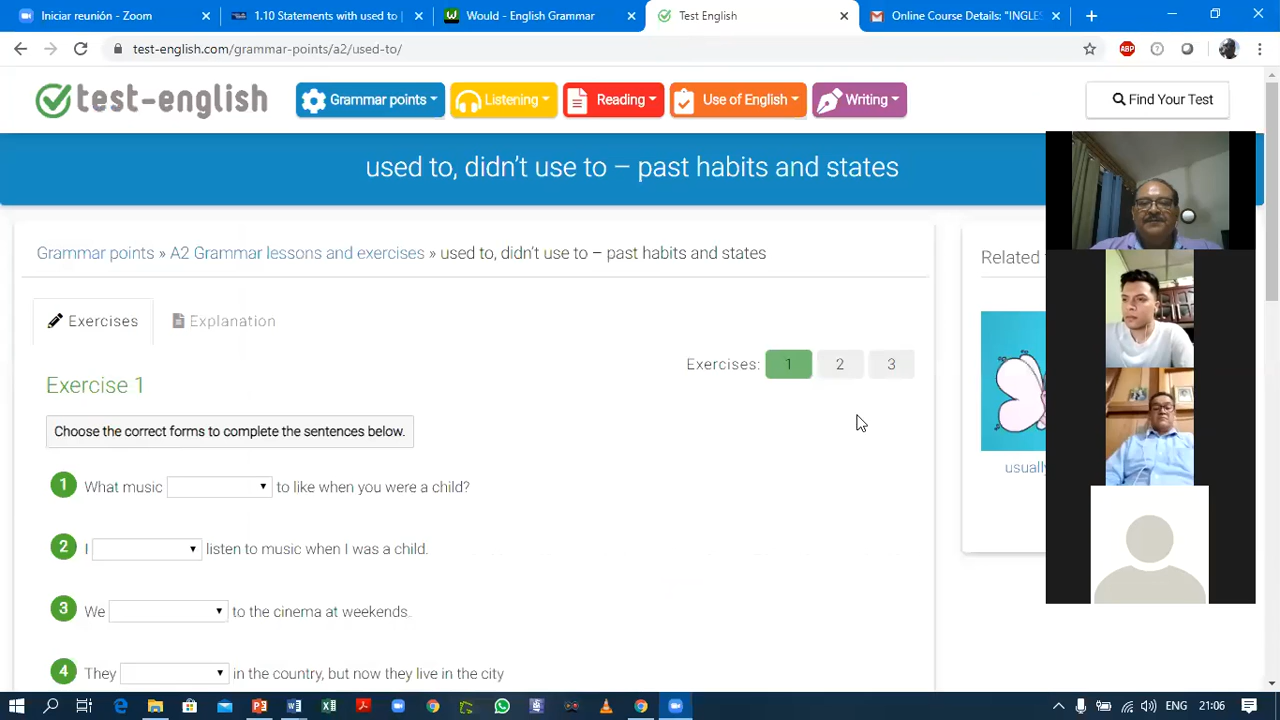 Iniciar reunión - Zoom
1.10 Statements with used to
Would - English Grammar
Test English
Online Course Details: "INGLES
test-english.com/grammar-points/a2/used-to/
ABP
test-english
Grammar points
Listening
Reading
Use of English
Writing
Find Your Test
used to, didn't use to – past habits and states
Grammar points » A2 Grammar lessons and exercises » used to, didn't use to – past habits and states
Related
Exercises
Explanation
Exercises: 1 2 3
Exercise 1
Choose the correct forms to complete the sentences below.
1 What music to like when you were a child?
usually
2 I listen to music when I was a child.
3 We to the cinema at weekends.
4 They in the country, but now they live in the city
ESP 21:06